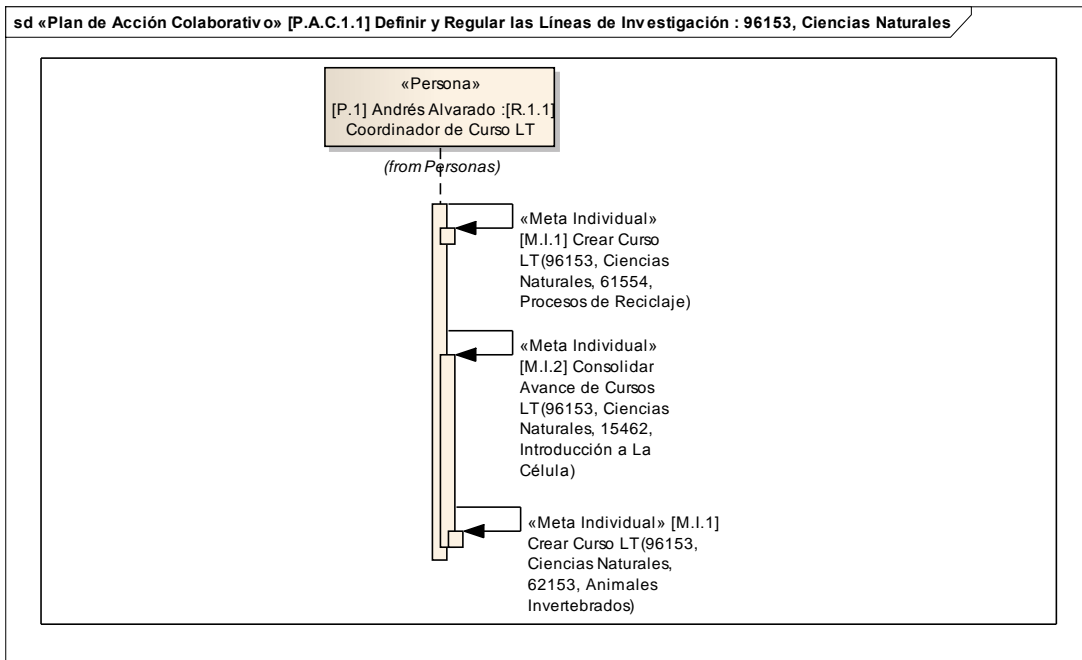 sd «Plan de Acción Colaborativo» [P.A.C.1.1] Definir y Regular las Líneas de Investigación : 96153, Ciencias Naturales
«Persona»
[P.1] Andrés Alvarado :[R.1.1]
Coordinador de Curso LT
(from Personas)
«Meta Individual»
[M.I.1] Crear Curso
LT(96153, Ciencias
Naturales, 61554,
Procesos de Reciclaje)
«Meta Individual»
[M.I.2] Consolidar
Avance de Cursos
LT(96153, Ciencias
Naturales, 15462,
Introducción a La
Célula)
«Meta Individual» [M.I.1]
Crear Curso LT(96153,
Ciencias Naturales,
62153, Animales
Invertebrados)